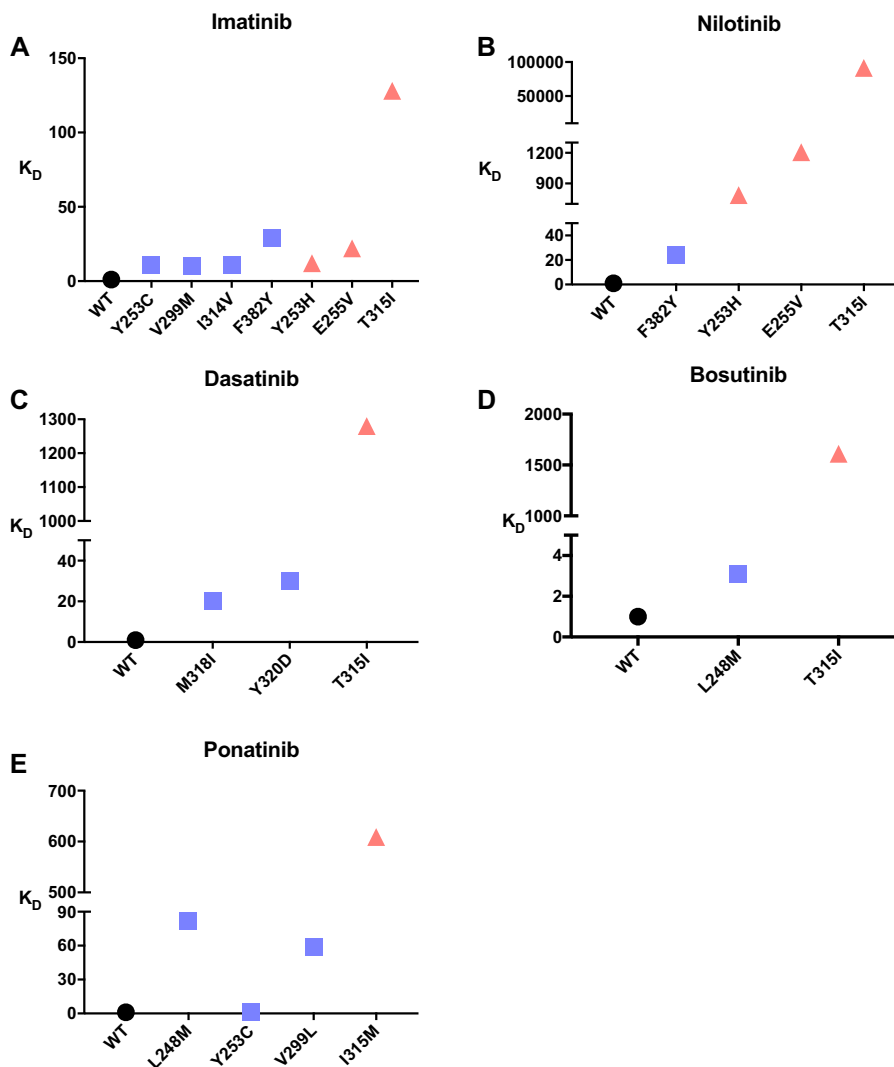 Imatinib
A
150
100
50
0
K_D
WT
Y253C
V299M
I314V
F382Y
Y253H
E255V
T315I
Nilotinib
B
100000
50000
1200
900
40
20
0
K_D
WT
F382Y
Y253H
E255V
T315I
Dasatinib
C
1300
1200
1100
1000
40
20
0
K_D
WT
M318I
Y320D
T315I
Bosutinib
D
2000
1500
1000
4
2
0
K_D
WT
L248M
T315I
Ponatinib
E
700
600
500
90
60
30
0
K_D
WT
L248M
Y253C
V299L
I315M